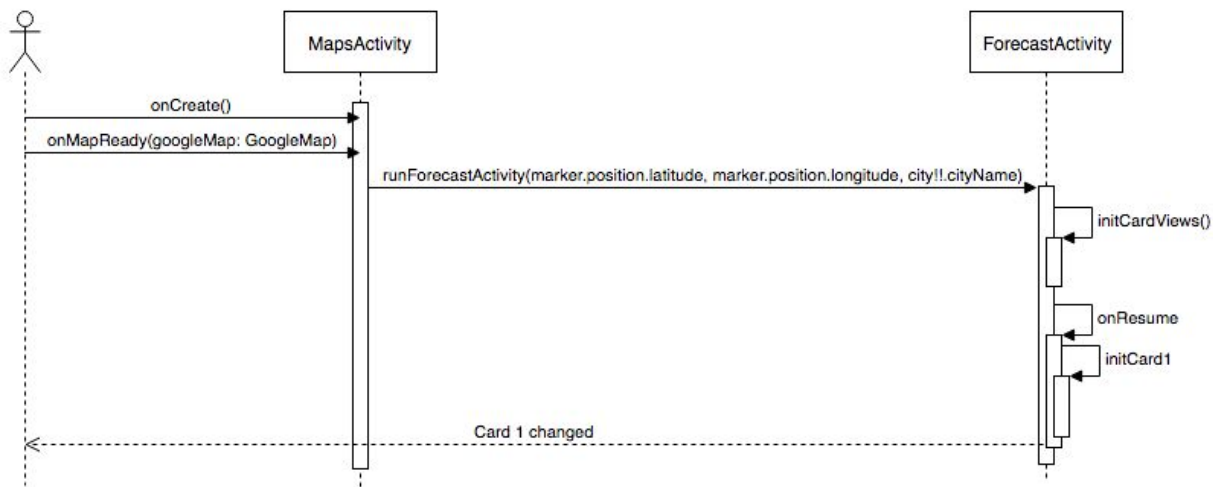 MapsActivity
ForecastActivity
onCreate()
onMapReady(googleMap: GoogleMap)
runForecastActivity(marker.position.latitude, marker.position.longitude, city!!.cityName)
initCardViews()
onResume
initCard1
Card 1 changed